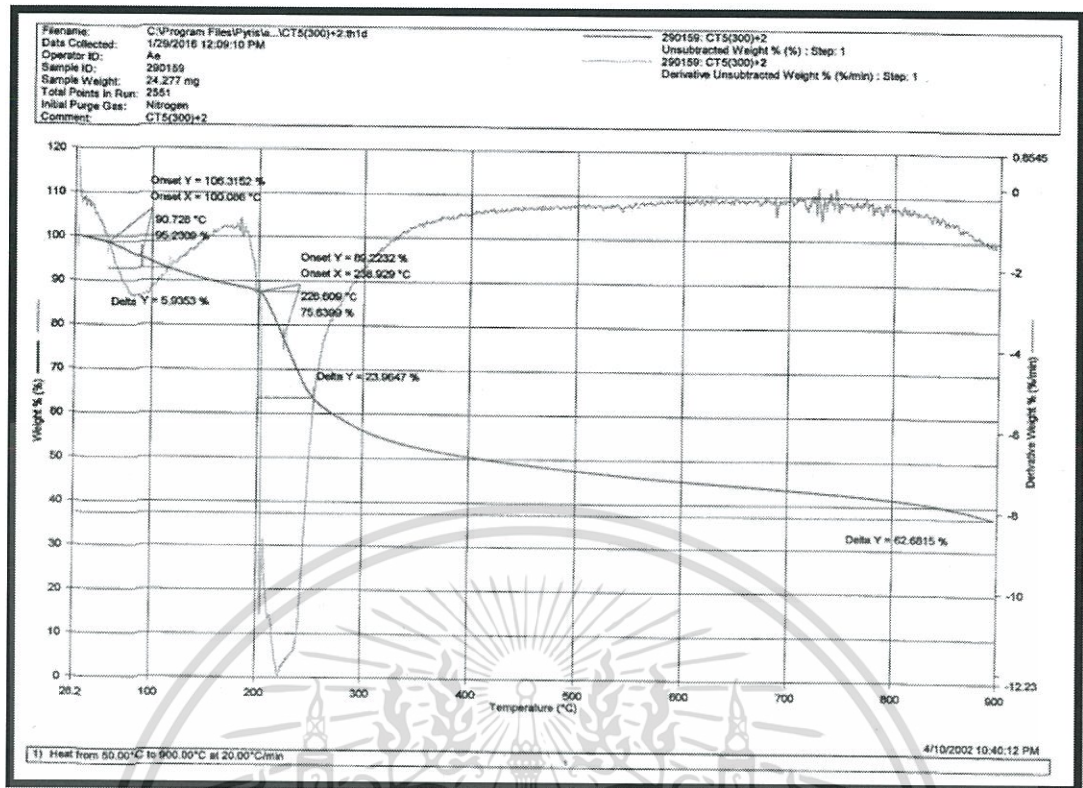 Filename: C:\Program Files\Pyris\a...\CT5(300)+2.th1d
Data Collected: 1/29/2016 12:09:10 PM
Operator ID: Ae
Sample ID: 290159
Sample Weight: 24.277 mg
Total Points in Run: 2551
Initial Purge Gas: Nitrogen
Comment: CT5(300)+2
290159: CT5(300)+2
Unsubtracted Weight % (%) : Step: 1
290159: CT5(300)+2
Derivative Unsubtracted Weight % (%/min) : Step: 1
120
110
100
90
80
70
60
50
40
30
20
10
0
Weight % (%)
Onset Y = 106.3152 %
Onset X = 100.086 °C
90.728 °C
95.2309 %
Delta Y = 5.9353 %
Onset Y = 89.2232 %
Onset X = 238.929 °C
226.609 °C
75.6399 %
Delta Y = 23.9647 %
Delta Y = 62.6815 %
0.8545
0
-2
-4
-6
-8
-10
-12.23
Derivative Weight % (%/min)
28.2 100 200 300 400 500 600 700 800 900
Temperature (°C)
1) Heat from 50.00°C to 900.00°C at 20.00°C/min
4/10/2002 10:40:12 PM